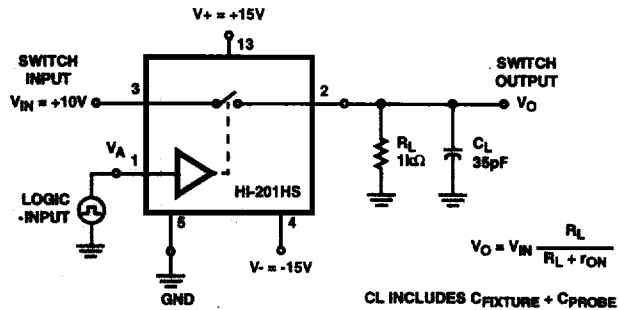 V+ = +15V
13
SWITCH
INPUT
3
VIN = +10V
2
SWITCH
OUTPUT
VO
RL
1kΩ
CL
35pF
VA
1
LOGIC
-INPUT
HI-201HS
5
4
GND
V- = -15V
VO = VIN RL
RL + rON
CL INCLUDES CFIXTURE + CPROBE